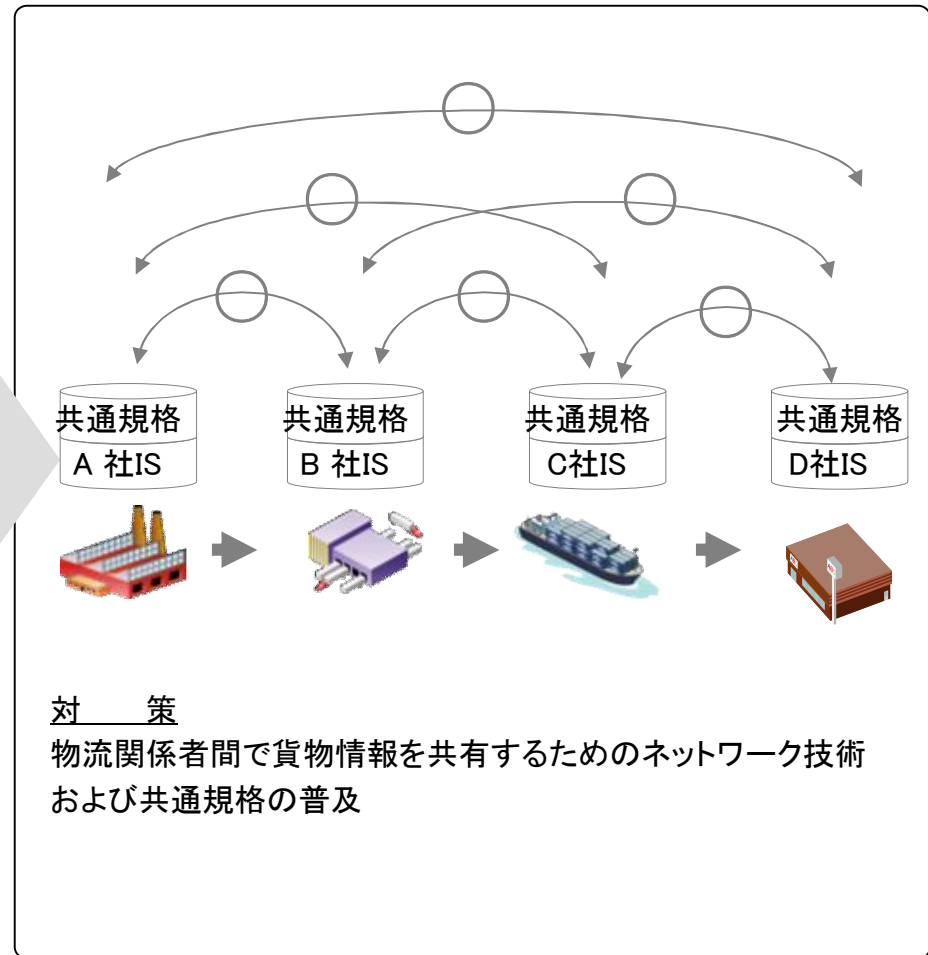 共通規格 共通規格 共通規格 共通規格
A 社IS B 社IS C社IS D社IS
対　　策
物流関係者間で貨物情報を共有するためのネットワーク技術
および共通規格の普及